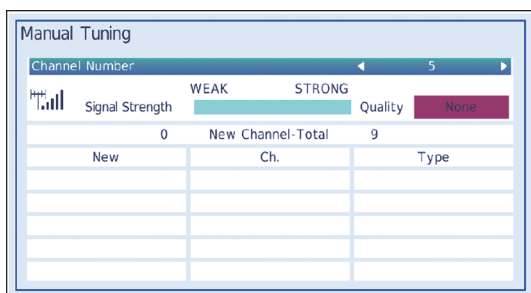 Manual Tuning
Channel Number 5
WEAK STRONG
Signal Strength Quality None
0 New Channel-Total 9
New Ch. Type